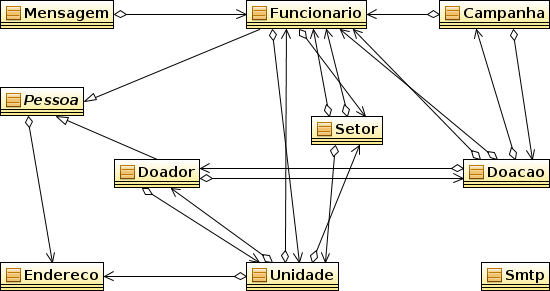 Mensagem
Funcionario
Campanha
Pessoa
Setor
Doador
Doacao
Endereco
Unidade
Smtp